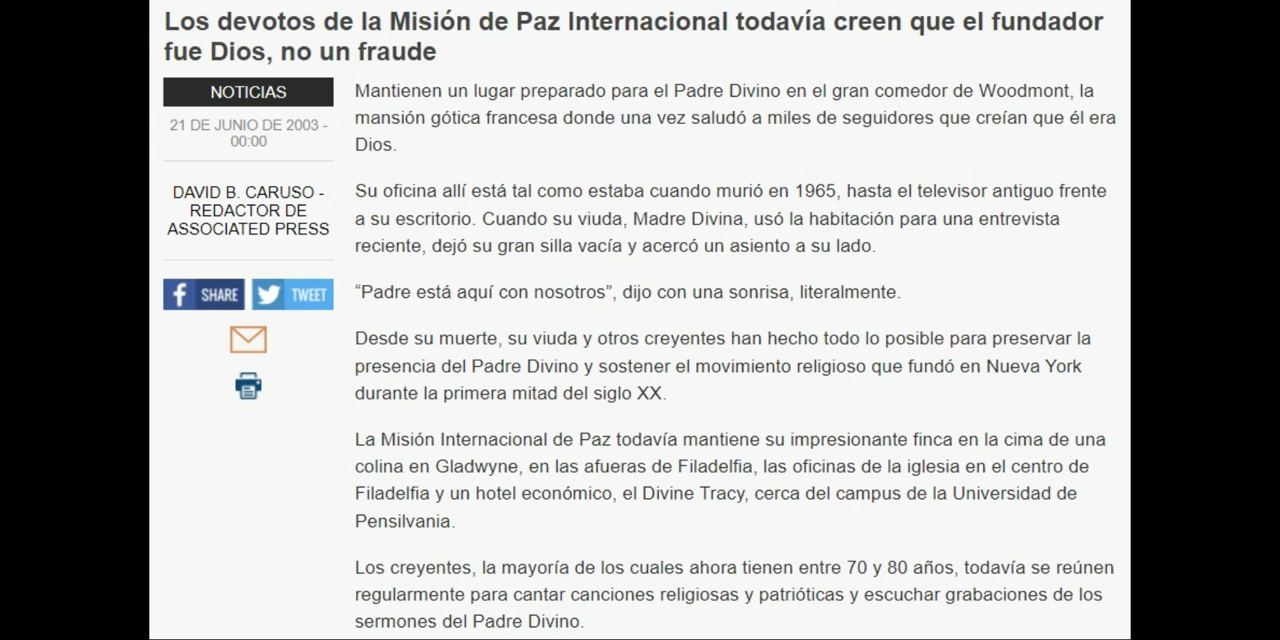 Los devotos de la Misión de Paz Internacional todavía creen que el fundador
fue Dios, no un fraude
NOTICIAS
21 DE JUNIO DE 2003 -
00:00
DAVID B. CARUSO -
REDACTOR DE
ASSOCIATED PRESS
SHARE
TWEET
Mantienen un lugar preparado para el Padre Divino en el gran comedor de Woodmont, la
mansión gótica francesa donde una vez saludó a miles de seguidores que creían que él era
Dios.
Su oficina allí está tal como estaba cuando murió en 1965, hasta el televisor antiguo frente
a su escritorio. Cuando su viuda, Madre Divina, usó la habitación para una entrevista
reciente, dejó su gran silla vacía y acercó un asiento a su lado.
“Padre está aquí con nosotros”, dijo con una sonrisa, literalmente.
Desde su muerte, su viuda y otros creyentes han hecho todo lo posible para preservar la
presencia del Padre Divino y sostener el movimiento religioso que fundó en Nueva York
durante la primera mitad del siglo XX.
La Misión Internacional de Paz todavía mantiene su impresionante finca en la cima de una
colina en Gladwyne, en las afueras de Filadelfia, las oficinas de la iglesia en el centro de
Filadelfia y un hotel económico, el Divine Tracy, cerca del campus de la Universidad de
Pensilvania.
Los creyentes, la mayoría de los cuales ahora tienen entre 70 y 80 años, todavía se reúnen
regularmente para cantar canciones religiosas y patrióticas y escuchar grabaciones de los
sermones del Padre Divino.